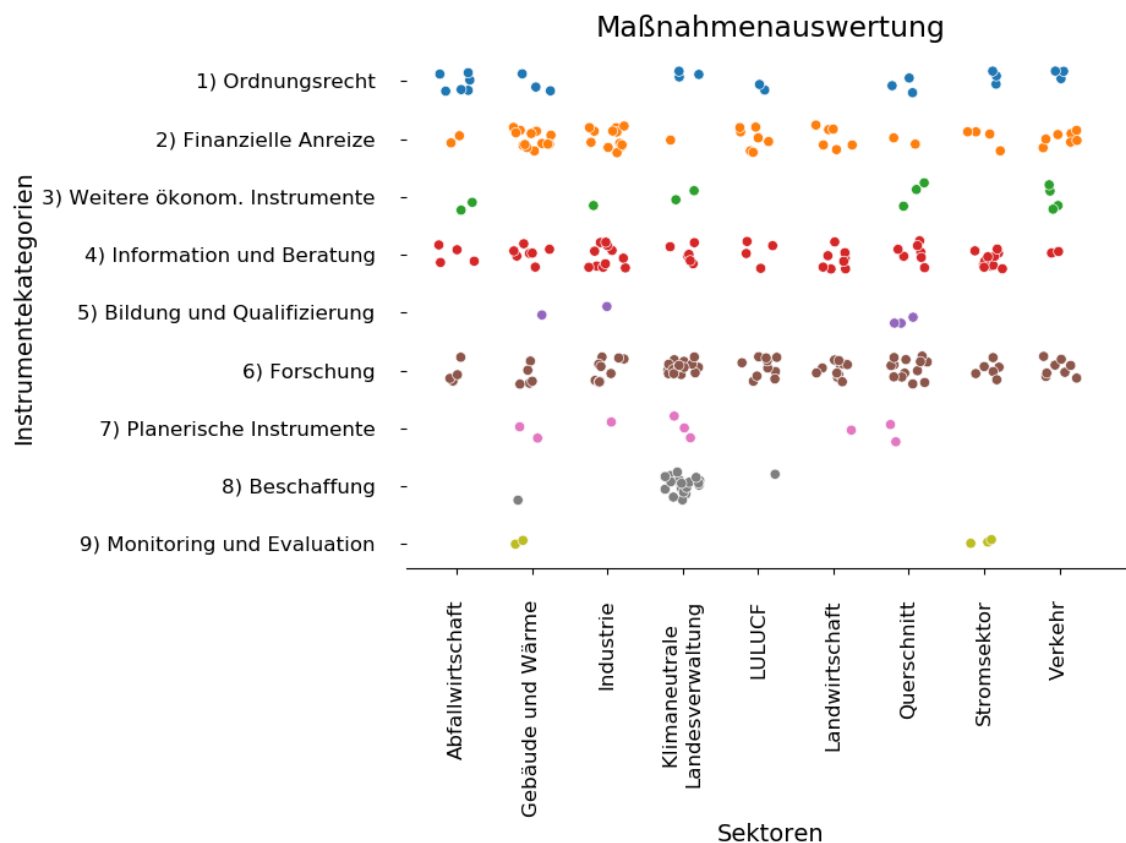 Maßnahmenauswertung
Instrumentekategorien
1) Ordnungsrecht
2) Finanzielle Anreize
3) Weitere ökonom. Instrumente
4) Information und Beratung
5) Bildung und Qualifizierung
6) Forschung
7) Planerische Instrumente
8) Beschaffung
9) Monitoring und Evaluation
Abfallwirtschaft
Gebäude und Wärme
Industrie
Klimaneutrale
Landesverwaltung
LULUCF
Landwirtschaft
Querschnitt
Stromsektor
Verkehr
Sektoren